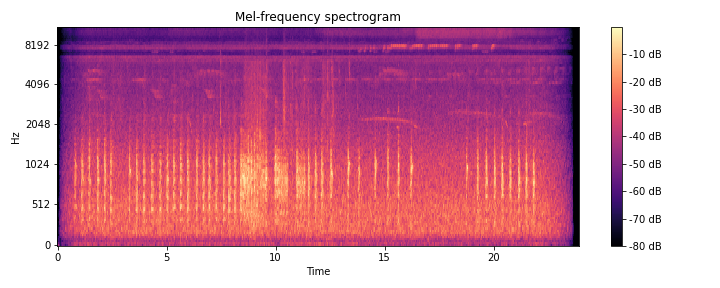 Mel-frequency spectrogram
8192
4096
2048
1024
512
0
Hz
0
5
10
15
20
Time
-10 dB
-20 dB
-30 dB
-40 dB
-50 dB
-60 dB
-70 dB
-80 dB